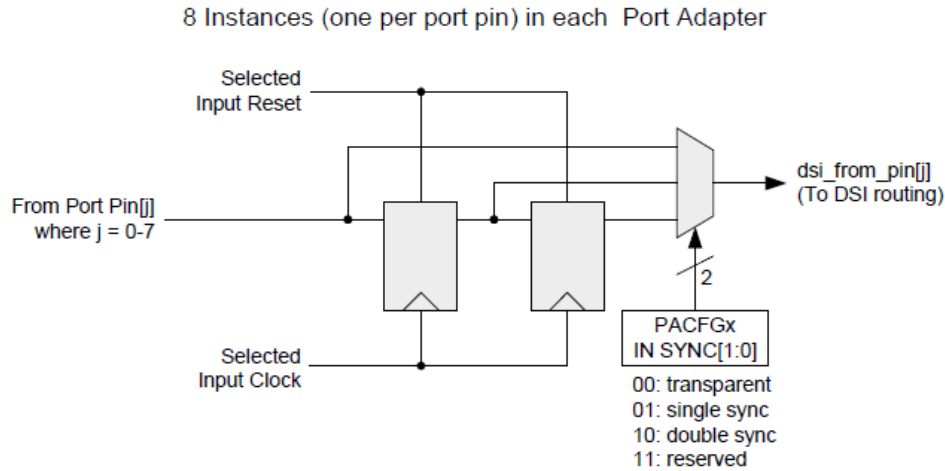 8 Instances (one per port pin) in each Port Adapter
Selected
Input Reset
From Port Pin[j]
where j = 0-7
dsi_from_pin[j]
(To DSI routing)
2
Selected
Input Clock
PACFGx
IN SYNC[1:0]
00: transparent
01: single sync
10: double sync
11: reserved